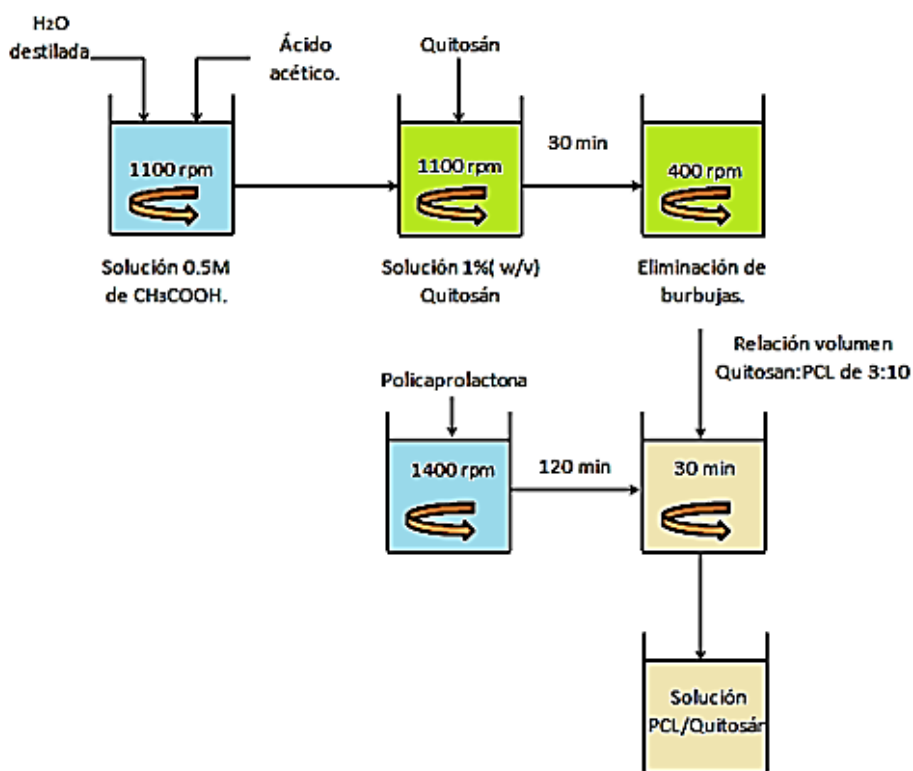 H₂O
destilada
Ácido
acético.
Quitosán
1100 rpm
1100 rpm
30 min
400 rpm
Solución 0.5M
de CH₃COOH.
Solución 1%( w/v)
Quitosán
Eliminación de
burbujas.
Relación volumen
Quitosan:PCL de 3:10
Policaprolactona
1400 rpm
120 min
30 min
Solución
PCL/Quitosán